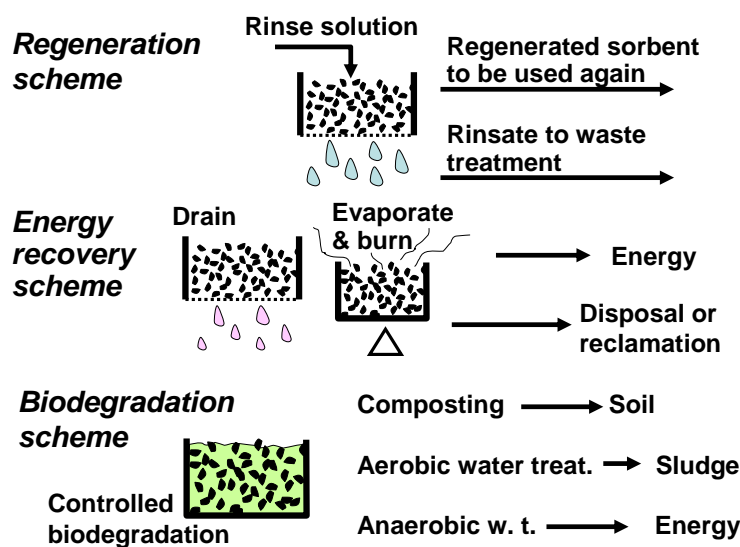 Regeneration
scheme
Rinse solution
Regenerated sorbent
to be used again
Rinsate to waste
treatment
Energy
recovery
scheme
Drain
Evaporate
& burn
Energy
Disposal or
reclamation
Biodegradation
scheme
Controlled
biodegradation
Composting
Soil
Aerobic water treat.
Sludge
Anaerobic w. t.
Energy